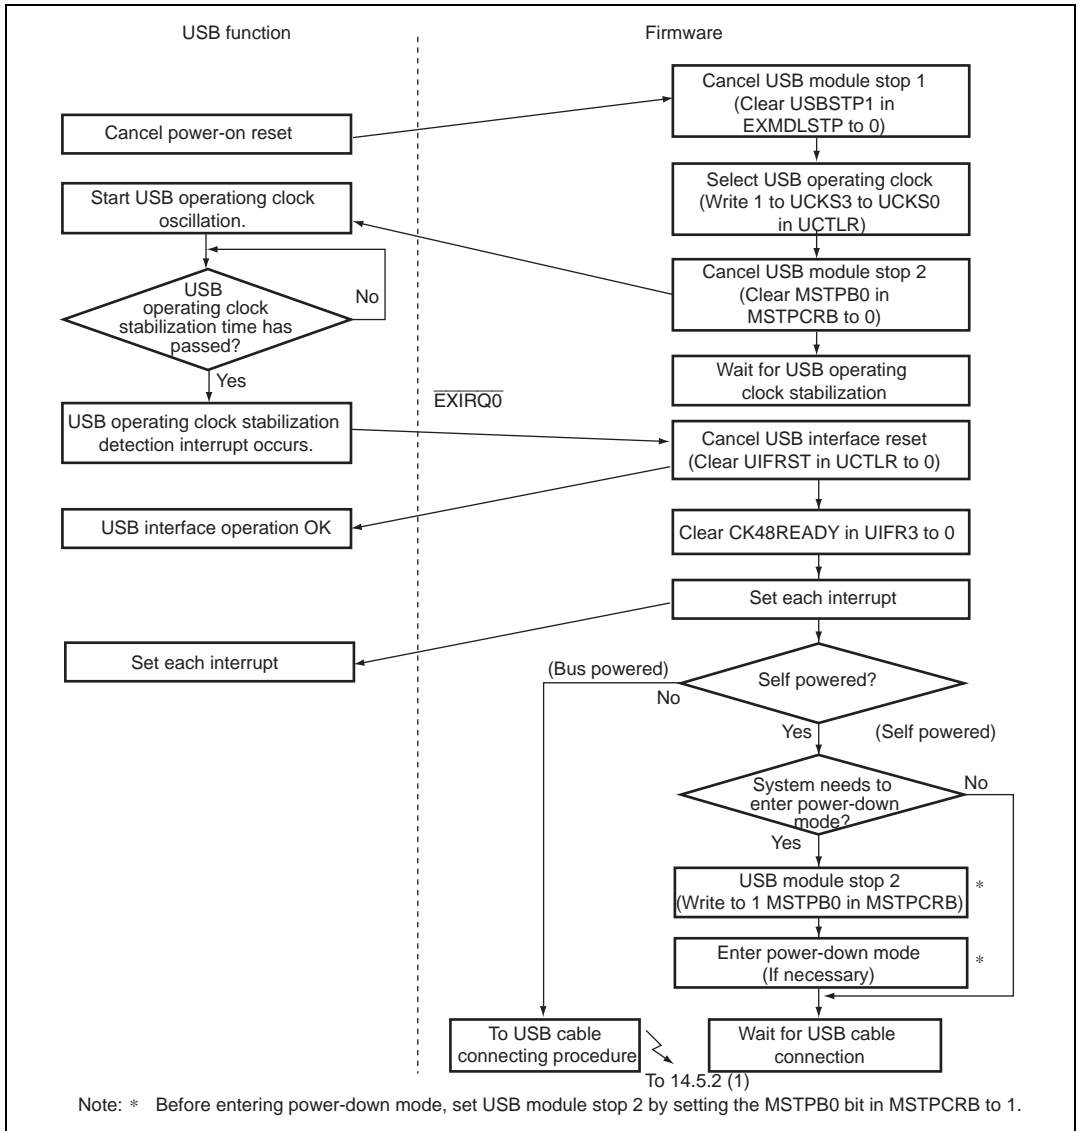 USB function
Firmware
Cancel power-on reset
Cancel USB module stop 1
(Clear USBSTP1 in
EXMDLSTP to 0)
Select USB operating clock
(Write 1 to UCKS3 to UCKS0
in UCTLR)
Start USB operationg clock
oscillation.
Cancel USB module stop 2
(Clear MSTPB0 in
MSTPCRB to 0)
USB
operating clock
stabilization time has
passed?
No
Yes
Wait for USB operating
clock stabilization
USB operating clock stabilization
detection interrupt occurs.
EXIRQ0
Cancel USB interface reset
(Clear UIFRST in UCTLR to 0)
USB interface operation OK
Clear CK48READY in UIFR3 to 0
Set each interrupt
Set each interrupt
(Bus powered)
No
Self powered?
Yes
(Self powered)
System needs to
enter power-down
mode?
No
Yes
USB module stop 2
(Write to 1 MSTPB0 in MSTPCRB)
*
Enter power-down mode
(If necessary)
*
To USB cable
connecting procedure
Wait for USB cable
connection
To 14.5.2 (1)
Note: * Before entering power-down mode, set USB module stop 2 by setting the MSTPB0 bit in MSTPCRB to 1.